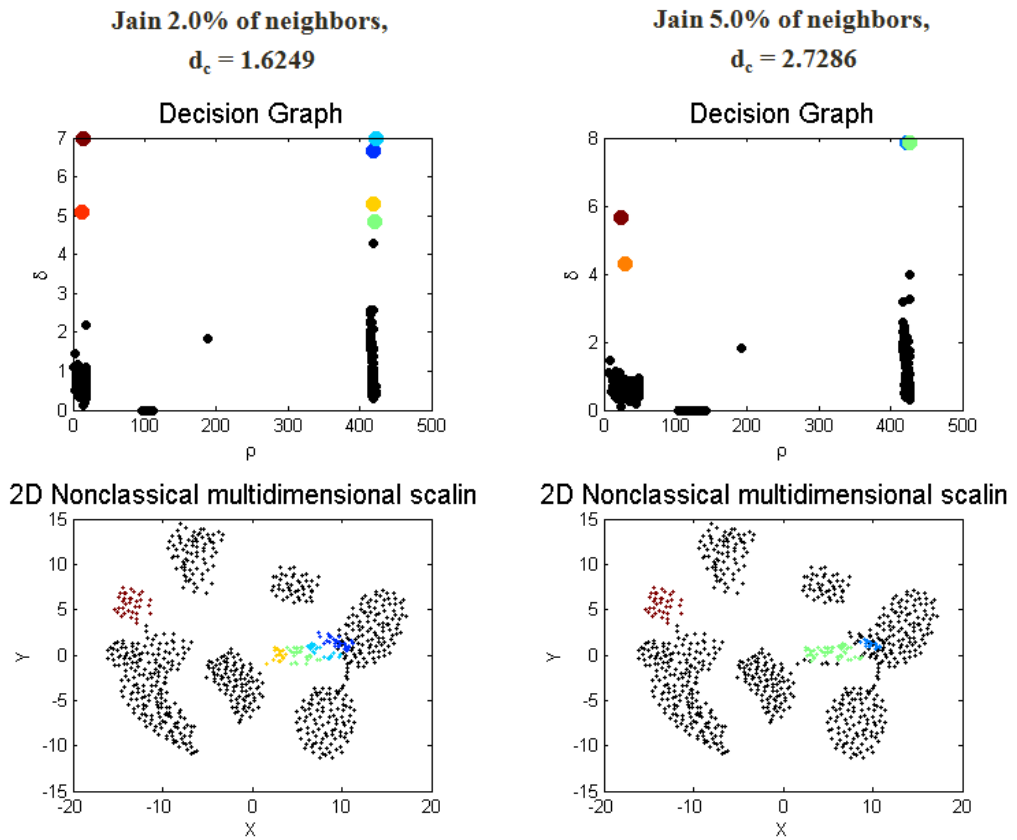 Jain 2.0% of neighbors,
d_c = 1.6249
Decision Graph
7
6
5
4
3
2
1
0
δ
0 100 200 300 400 500
ρ
2D Nonclassical multidimensional scalin
15
10
5
0
-5
-10
-15
Y
-20 -10 0 10 20
X
Jain 5.0% of neighbors,
d_c = 2.7286
Decision Graph
8
6
4
2
0
δ
0 100 200 300 400 500
ρ
2D Nonclassical multidimensional scalin
15
10
5
0
-5
-10
-15
Y
-20 -10 0 10 20
X